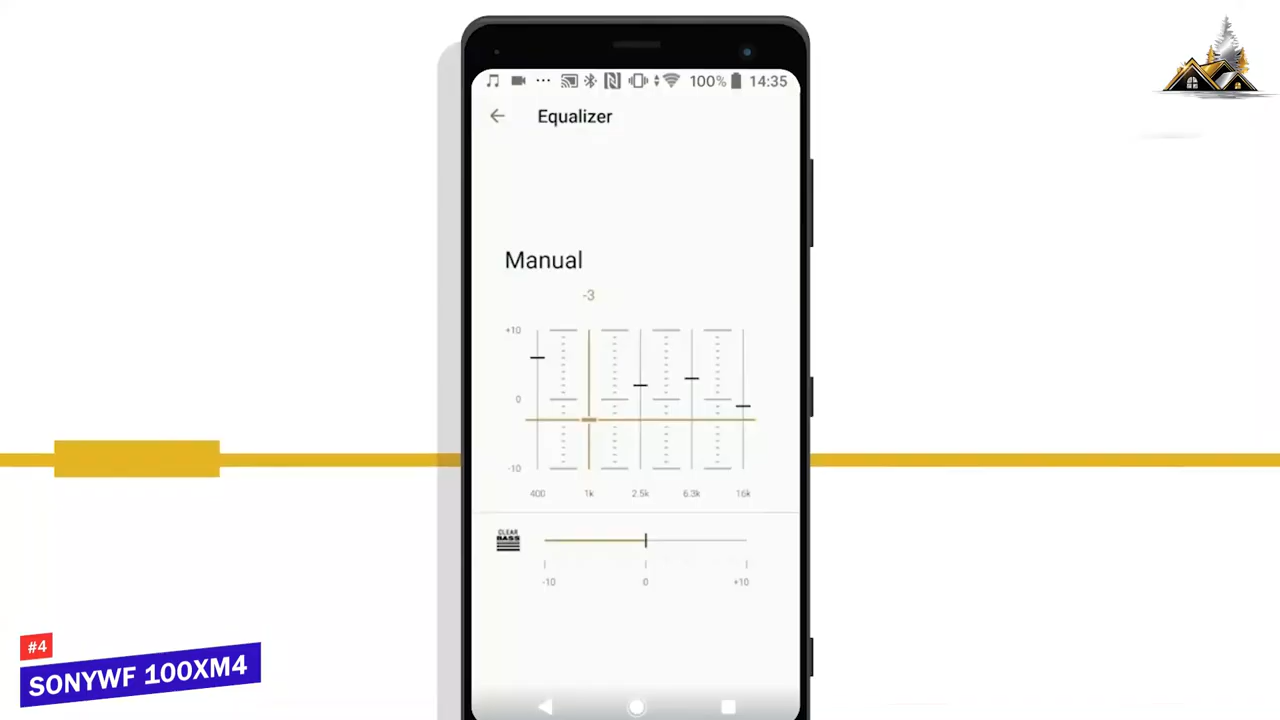 100% 14:35
Equalizer
Manual
-3
+10
0
-10
400 1k 2.5k 6.3k 16k
CLEAR
BASS
-10 0 +10
#4
SONYWF 100XM4